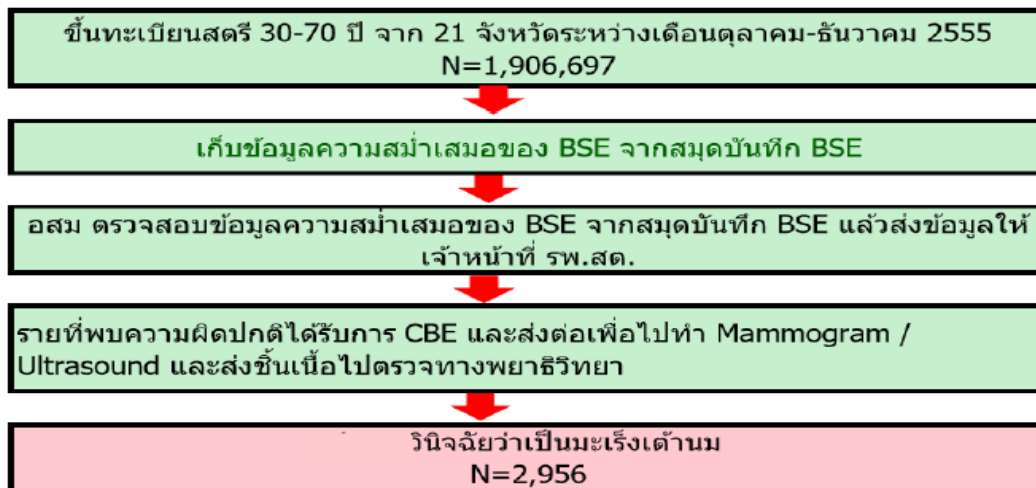 ขึ้นทะเบียนสตรี 30-70 ปี จาก 21 จังหวัดระหว่างเดือนตุลาคม-ธันวาคม 2555
N=1,906,697
เก็บข้อมูลความสม่ำเสมอของ BSE จากสมุดบันทึก BSE
อสม ตรวจสอบข้อมูลความสม่ำเสมอของ BSE จากสมุดบันทึก BSE แล้วส่งข้อมูลให้
เจ้าหน้าที่ รพ.สต.
รายที่พบความผิดปกติได้รับการ CBE และส่งต่อเพื่อไปทำ Mammogram /
Ultrasound และส่งชิ้นเนื้อไปตรวจทางพยาธิวิทยา
วินิจฉัยว่าเป็นมะเร็งเต้านม
N=2,956